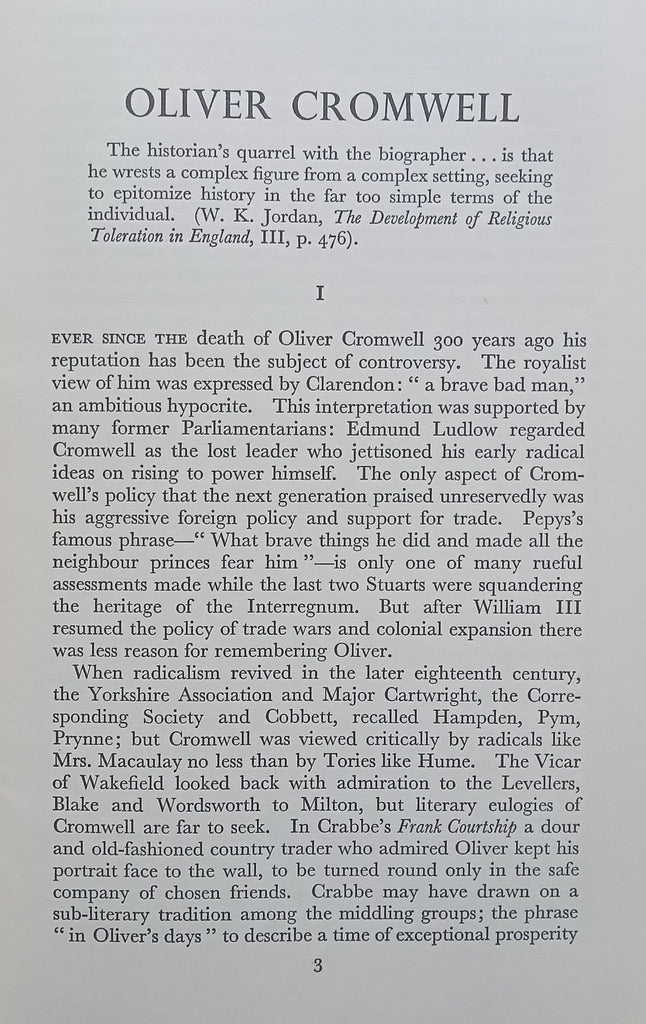 OLIVER CROMWELL
The historian's quarrel with the biographer . . . is that
he wrests a complex figure from a complex setting, seeking
to epitomize history in the far too simple terms of the
individual. (W. K. Jordan, The Development of Religious
Toleration in England, III, p. 476).
I
EVER SINCE THE death of Oliver Cromwell 300 years ago his
reputation has been the subject of controversy. The royalist
view of him was expressed by Clarendon: “ a brave bad man,”
an ambitious hypocrite. This interpretation was supported by
many former Parliamentarians: Edmund Ludlow regarded
Cromwell as the lost leader who jettisoned his early radical
ideas on rising to power himself. The only aspect of Crom-
well's policy that the next generation praised unreservedly was
his aggressive foreign policy and support for trade. Pepys's
famous phrase—“ What brave things he did and made all the
neighbour princes fear him ”—is only one of many rueful
assessments made while the last two Stuarts were squandering
the heritage of the Interregnum. But after William III
resumed the policy of trade wars and colonial expansion there
was less reason for remembering Oliver.
When radicalism revived in the later eighteenth century,
the Yorkshire Association and Major Cartwright, the Corre-
sponding Society and Cobbett, recalled Hampden, Pym,
Prynne; but Cromwell was viewed critically by radicals like
Mrs. Macaulay no less than by Tories like Hume. The Vicar
of Wakefield looked back with admiration to the Levellers,
Blake and Wordsworth to Milton, but literary eulogies of
Cromwell are far to seek. In Crabbe's Frank Courtship a dour
and old-fashioned country trader who admired Oliver kept his
portrait face to the wall, to be turned round only in the safe
company of chosen friends. Crabbe may have drawn on a
sub-literary tradition among the middling groups; the phrase
“ in Oliver's days ” to describe a time of exceptional prosperity
3